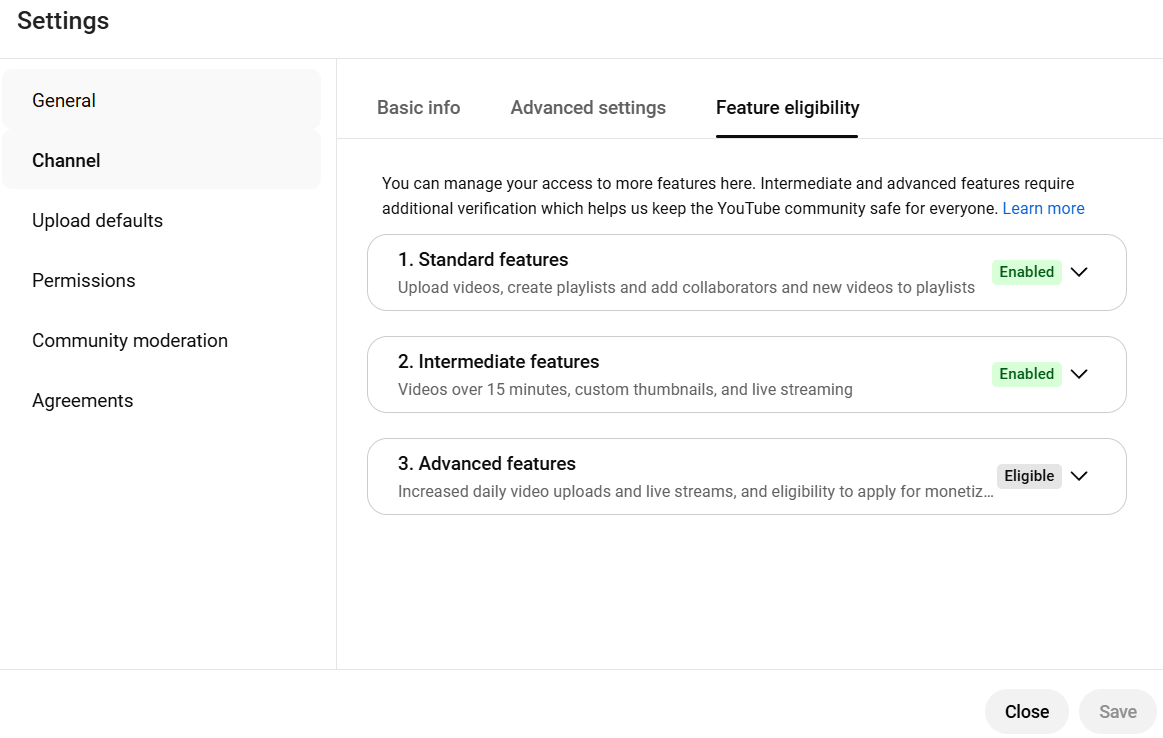 Settings
General
Channel
Upload defaults
Permissions
Community moderation
Agreements
Basic info
Advanced settings
Feature eligibility
You can manage your access to more features here. Intermediate and advanced features require
additional verification which helps us keep the YouTube community safe for everyone. Learn more
1. Standard features
Upload videos, create playlists and add collaborators and new videos to playlists
Enabled
2. Intermediate features
Videos over 15 minutes, custom thumbnails, and live streaming
Enabled
3. Advanced features
Increased daily video uploads and live streams, and eligibility to apply for monetiz...
Eligible
Close
Save